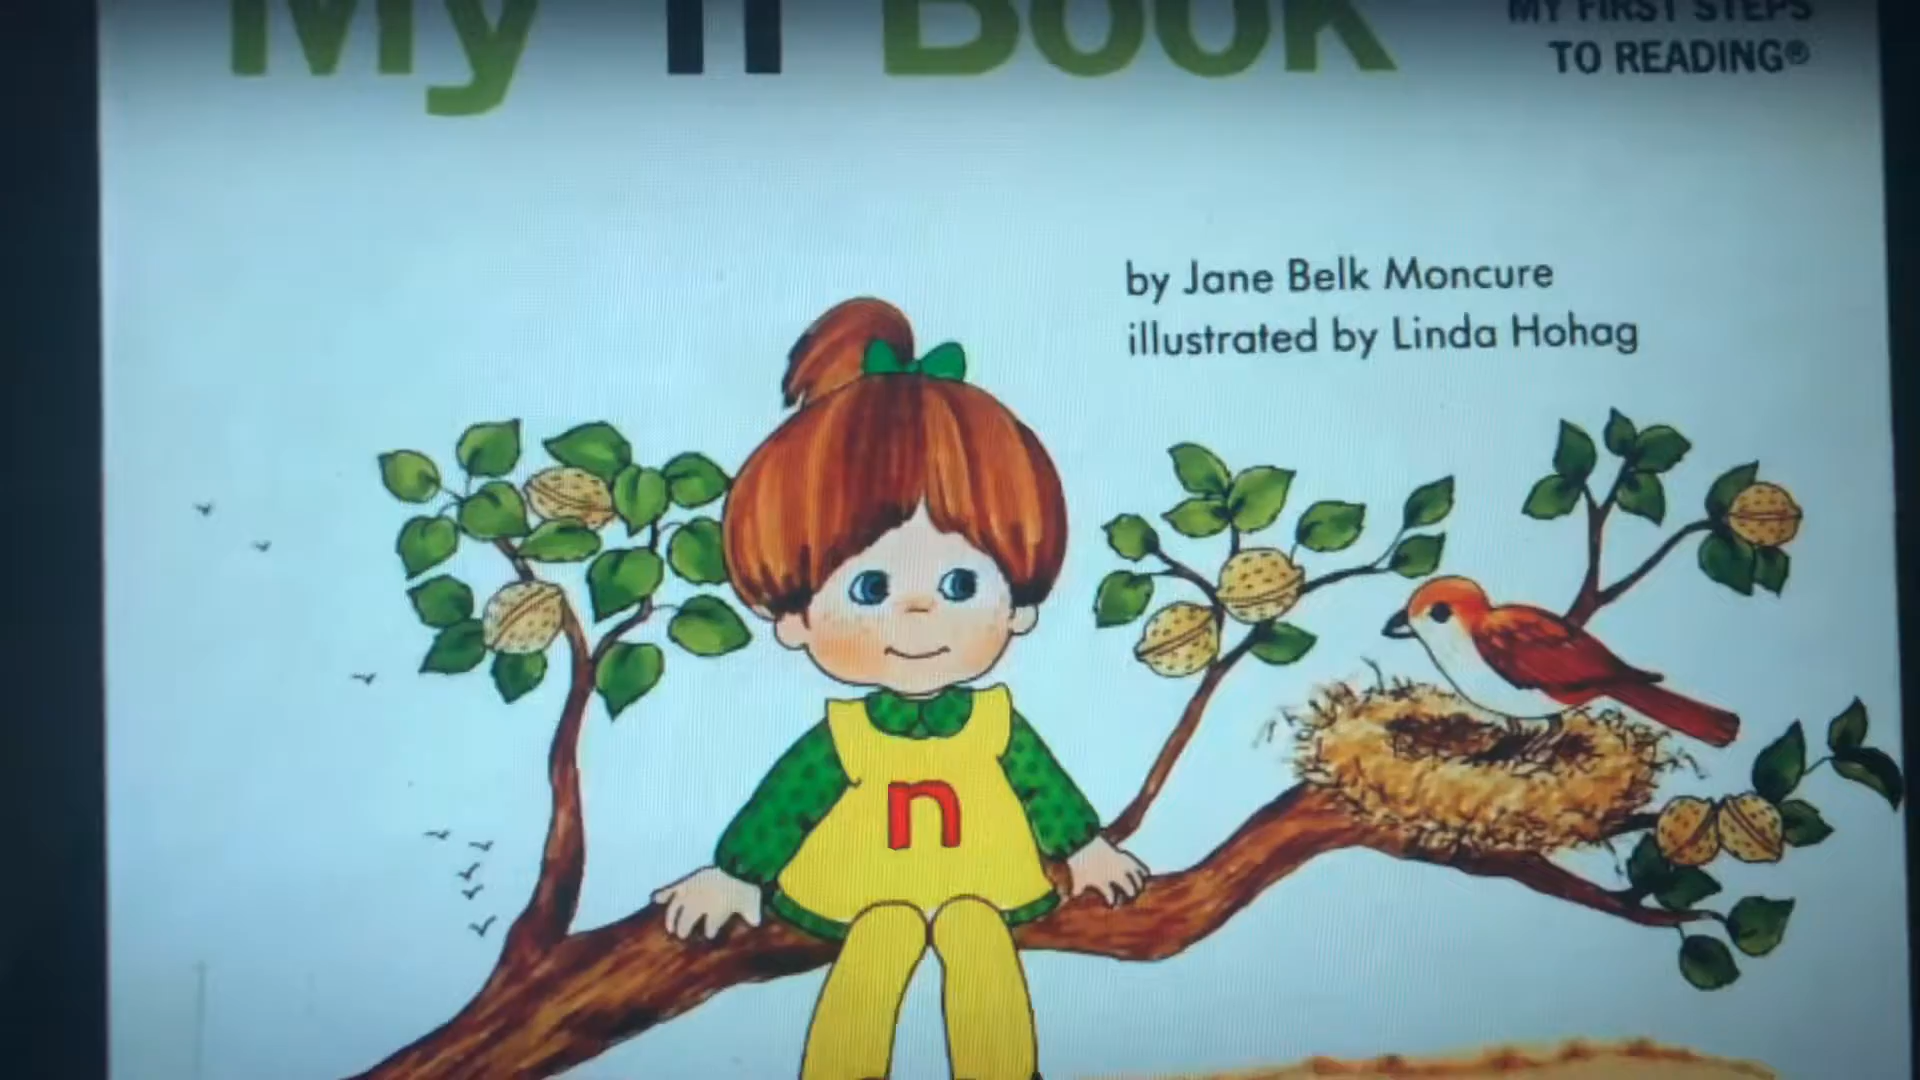 My n Book
MY FIRST STEPS
TO READING®
by Jane Belk Moncure
illustrated by Linda Hohag
n